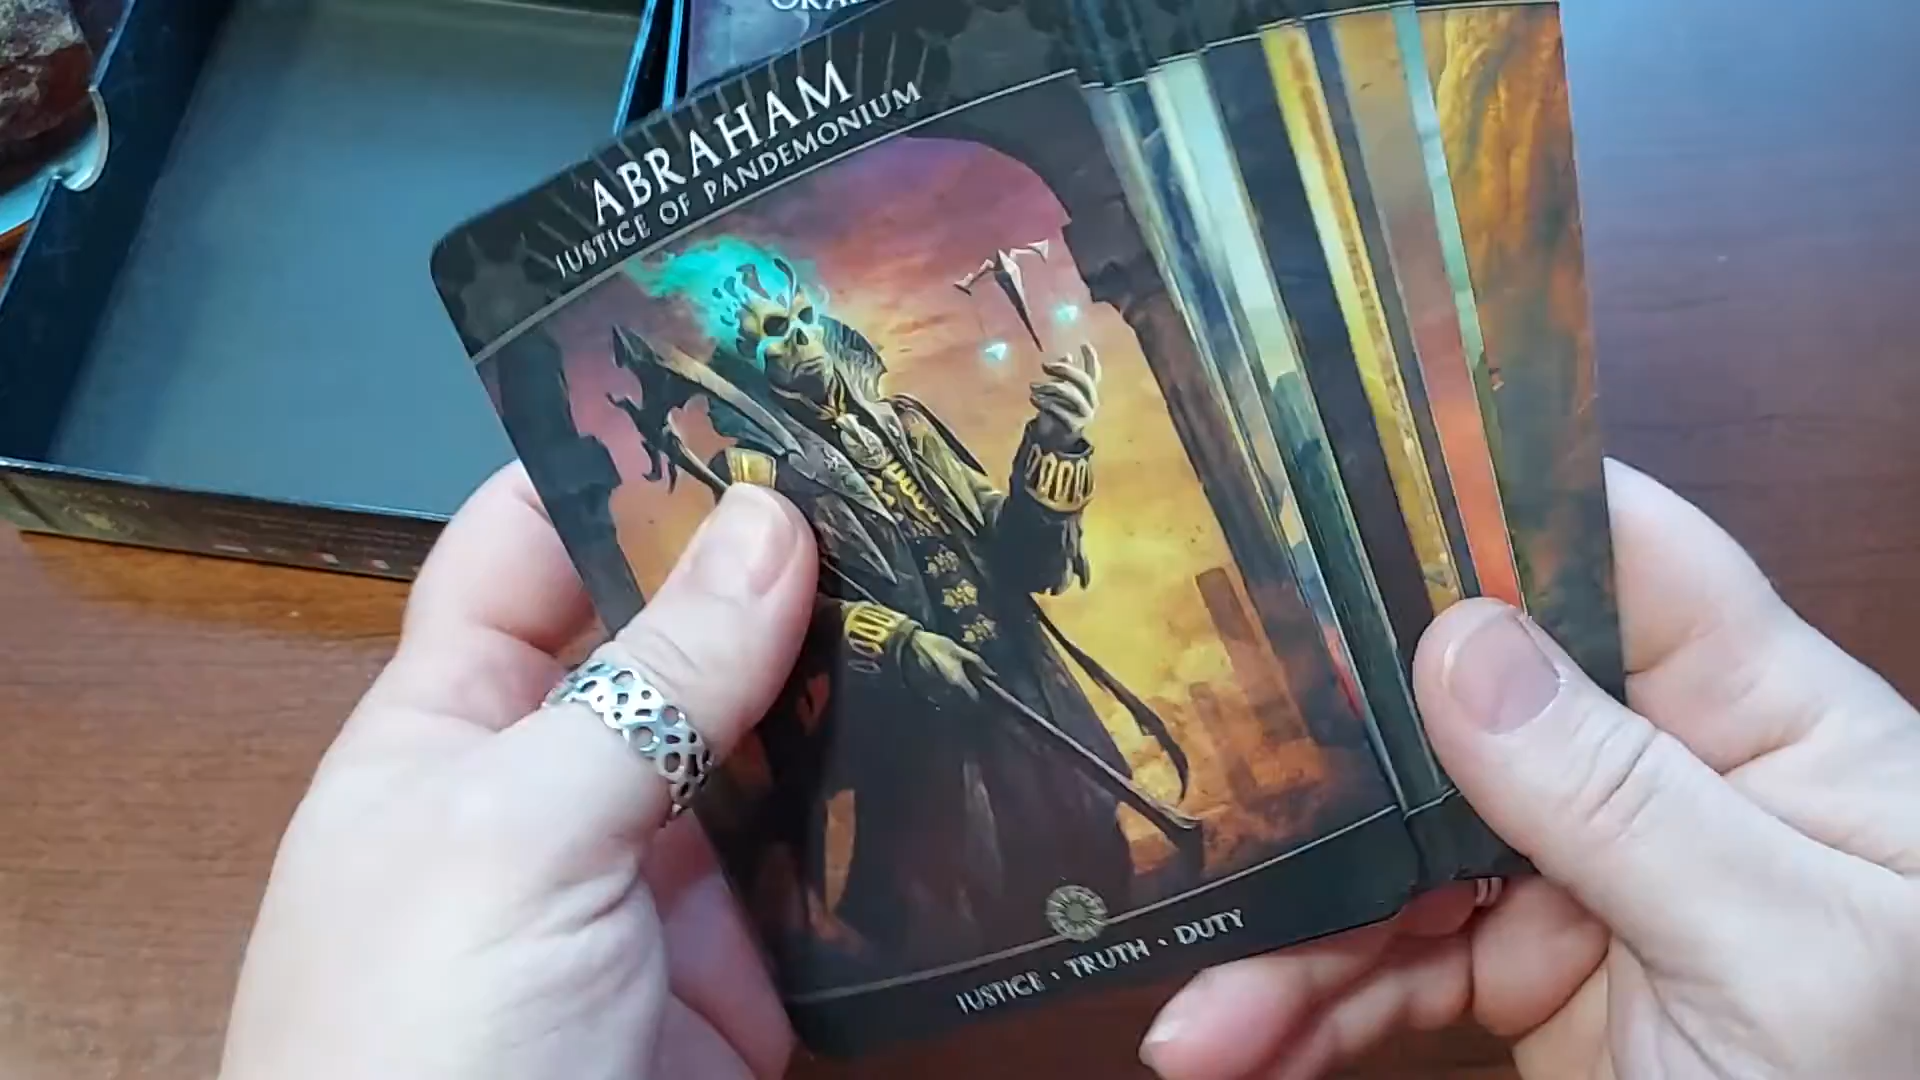 ABRAHAM
JUSTICE OF PANDEMONIUM
JUSTICE • TRUTH • DUTY